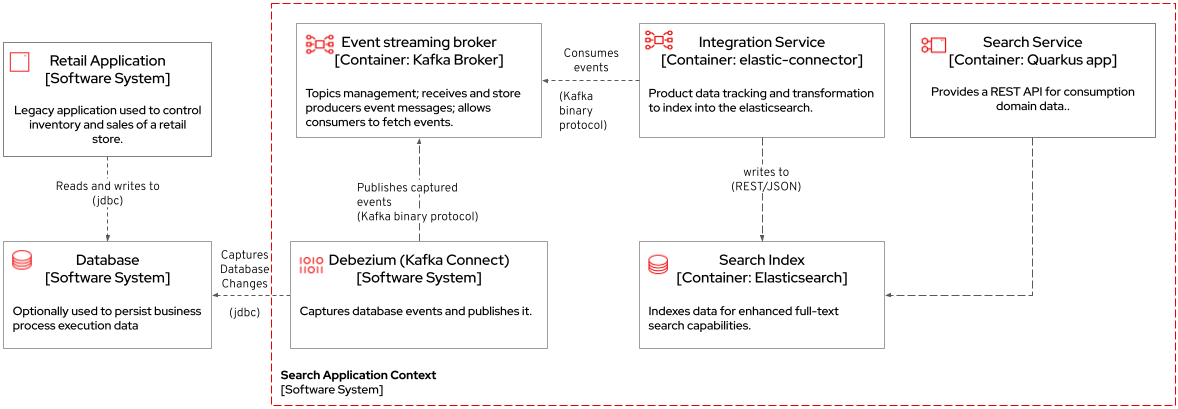 Retail Application
[Software System]
Legacy application used to control
inventory and sales of a retail
store.
Event streaming broker
[Container: Kafka Broker]
Topics management; receives and store
producers event messages; allows
consumers to fetch events.
Consumes
events
(Kafka
binary
protocol)
Integration Service
[Container: elastic-connector]
Product data tracking and transformation
to index into the elasticsearch.
Search Service
[Container: Quarkus app]
Provides a REST API for consumption
domain data..
Reads and writes to
(jdbc)
Publishes captured
events
(Kafka binary protocol)
writes to
(REST/JSON)
Database
[Software System]
Optionally used to persist business
process execution data
Captures
Database
Changes
(jdbc)
01011
Debezium (Kafka Connect)
[Software System]
Captures database events and publishes it.
Search Index
[Container: Elasticsearch]
Indexes data for enhanced full-text
search capabilities.
Search Application Context
[Software System]